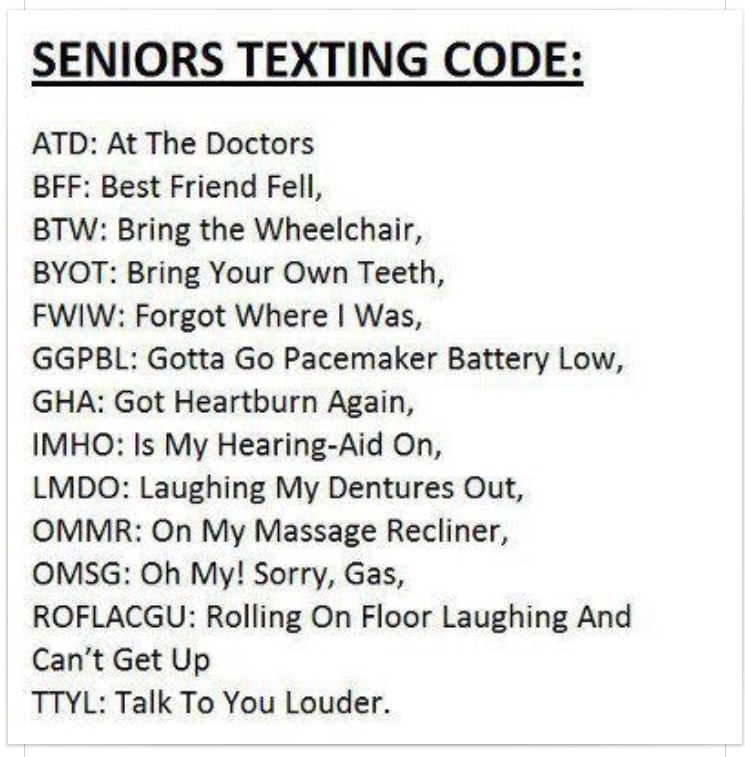 SENIORS TEXTING CODE:
ATD: At The Doctors
BFF: Best Friend Fell,
BTW: Bring the Wheelchair,
BYOT: Bring Your Own Teeth,
FWIW: Forgot Where I Was,
GGPBL: Gotta Go Pacemaker Battery Low,
GHA: Got Heartburn Again,
IMHO: Is My Hearing-Aid On,
LMDO: Laughing My Dentures Out,
OMMR: On My Massage Recliner,
OMSG: Oh My! Sorry, Gas,
ROFLACGU: Rolling On Floor Laughing And
Can't Get Up
TTYL: Talk To You Louder.